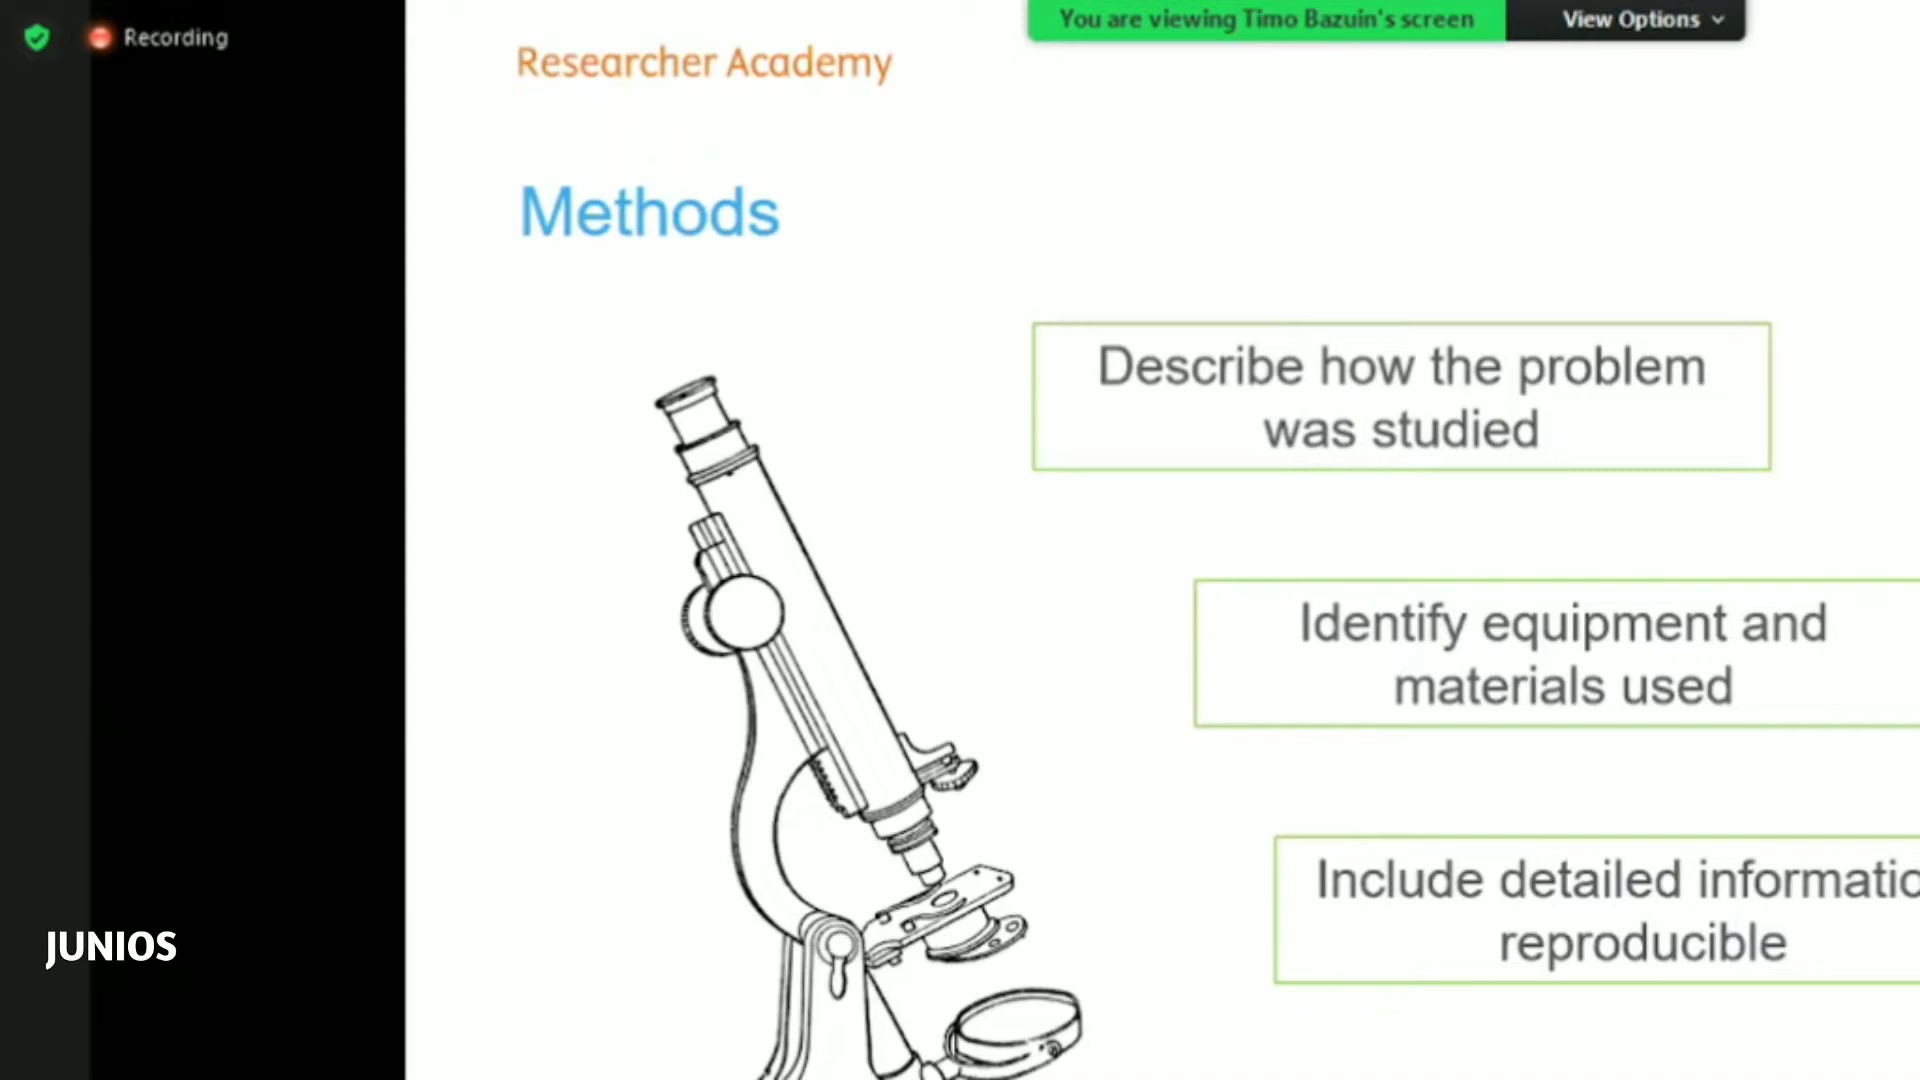 Recording
You are viewing Timo Bazuin's screen
View Options
Researcher Academy
Methods
Describe how the problem
was studied
Identify equipment and
materials used
Include detailed
reproducible
JUNIOS